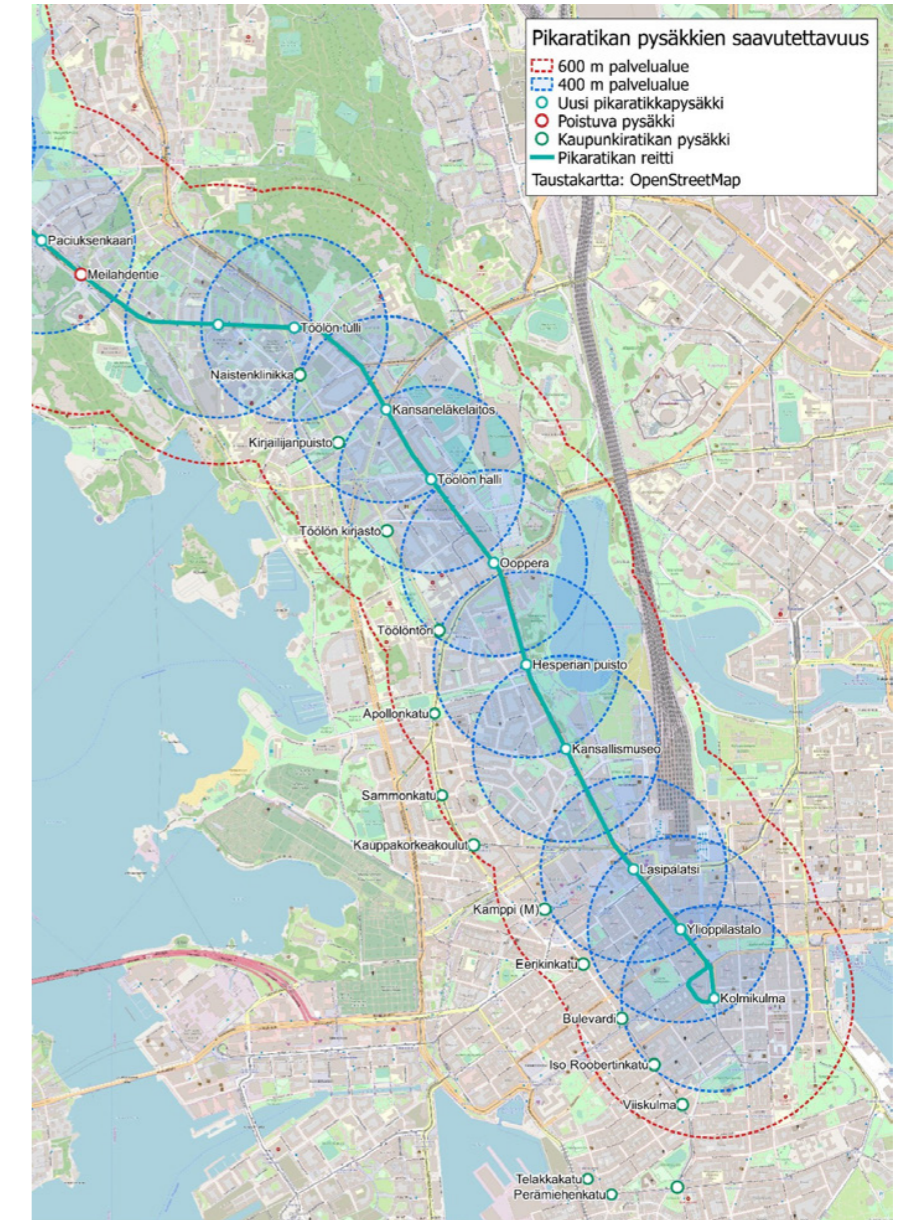 Pikaratikan pysäkkien saavutettavuus
600 m palvelualue
400 m palvelualue
Uusi pikaratikkapysäkki
Poistuva pysäkki
Kaupunkiratikan pysäkki
Pikaratikan reitti
Taustakartta: OpenStreetMap
Paciuksenkaari
Meilahdentie
Töölön tulli
Naistenklinikka
Kansaneläkelaitos
Kirjailijanpuisto
Töölön halli
Töölön kirjasto
Ooppera
Töölöntori
Hesperian puisto
Apollonkatu
Kansallismuseo
Sammonkatu
Kauppakorkeakoulut
Lasipalatsi
Kamppi (M)
Ylioppilastalo
Eerikinkatu
Kolmikulma
Bulevardi
Iso Roobertinkatu
Viiskulma
Telakkakatu
Perämiehenkatu